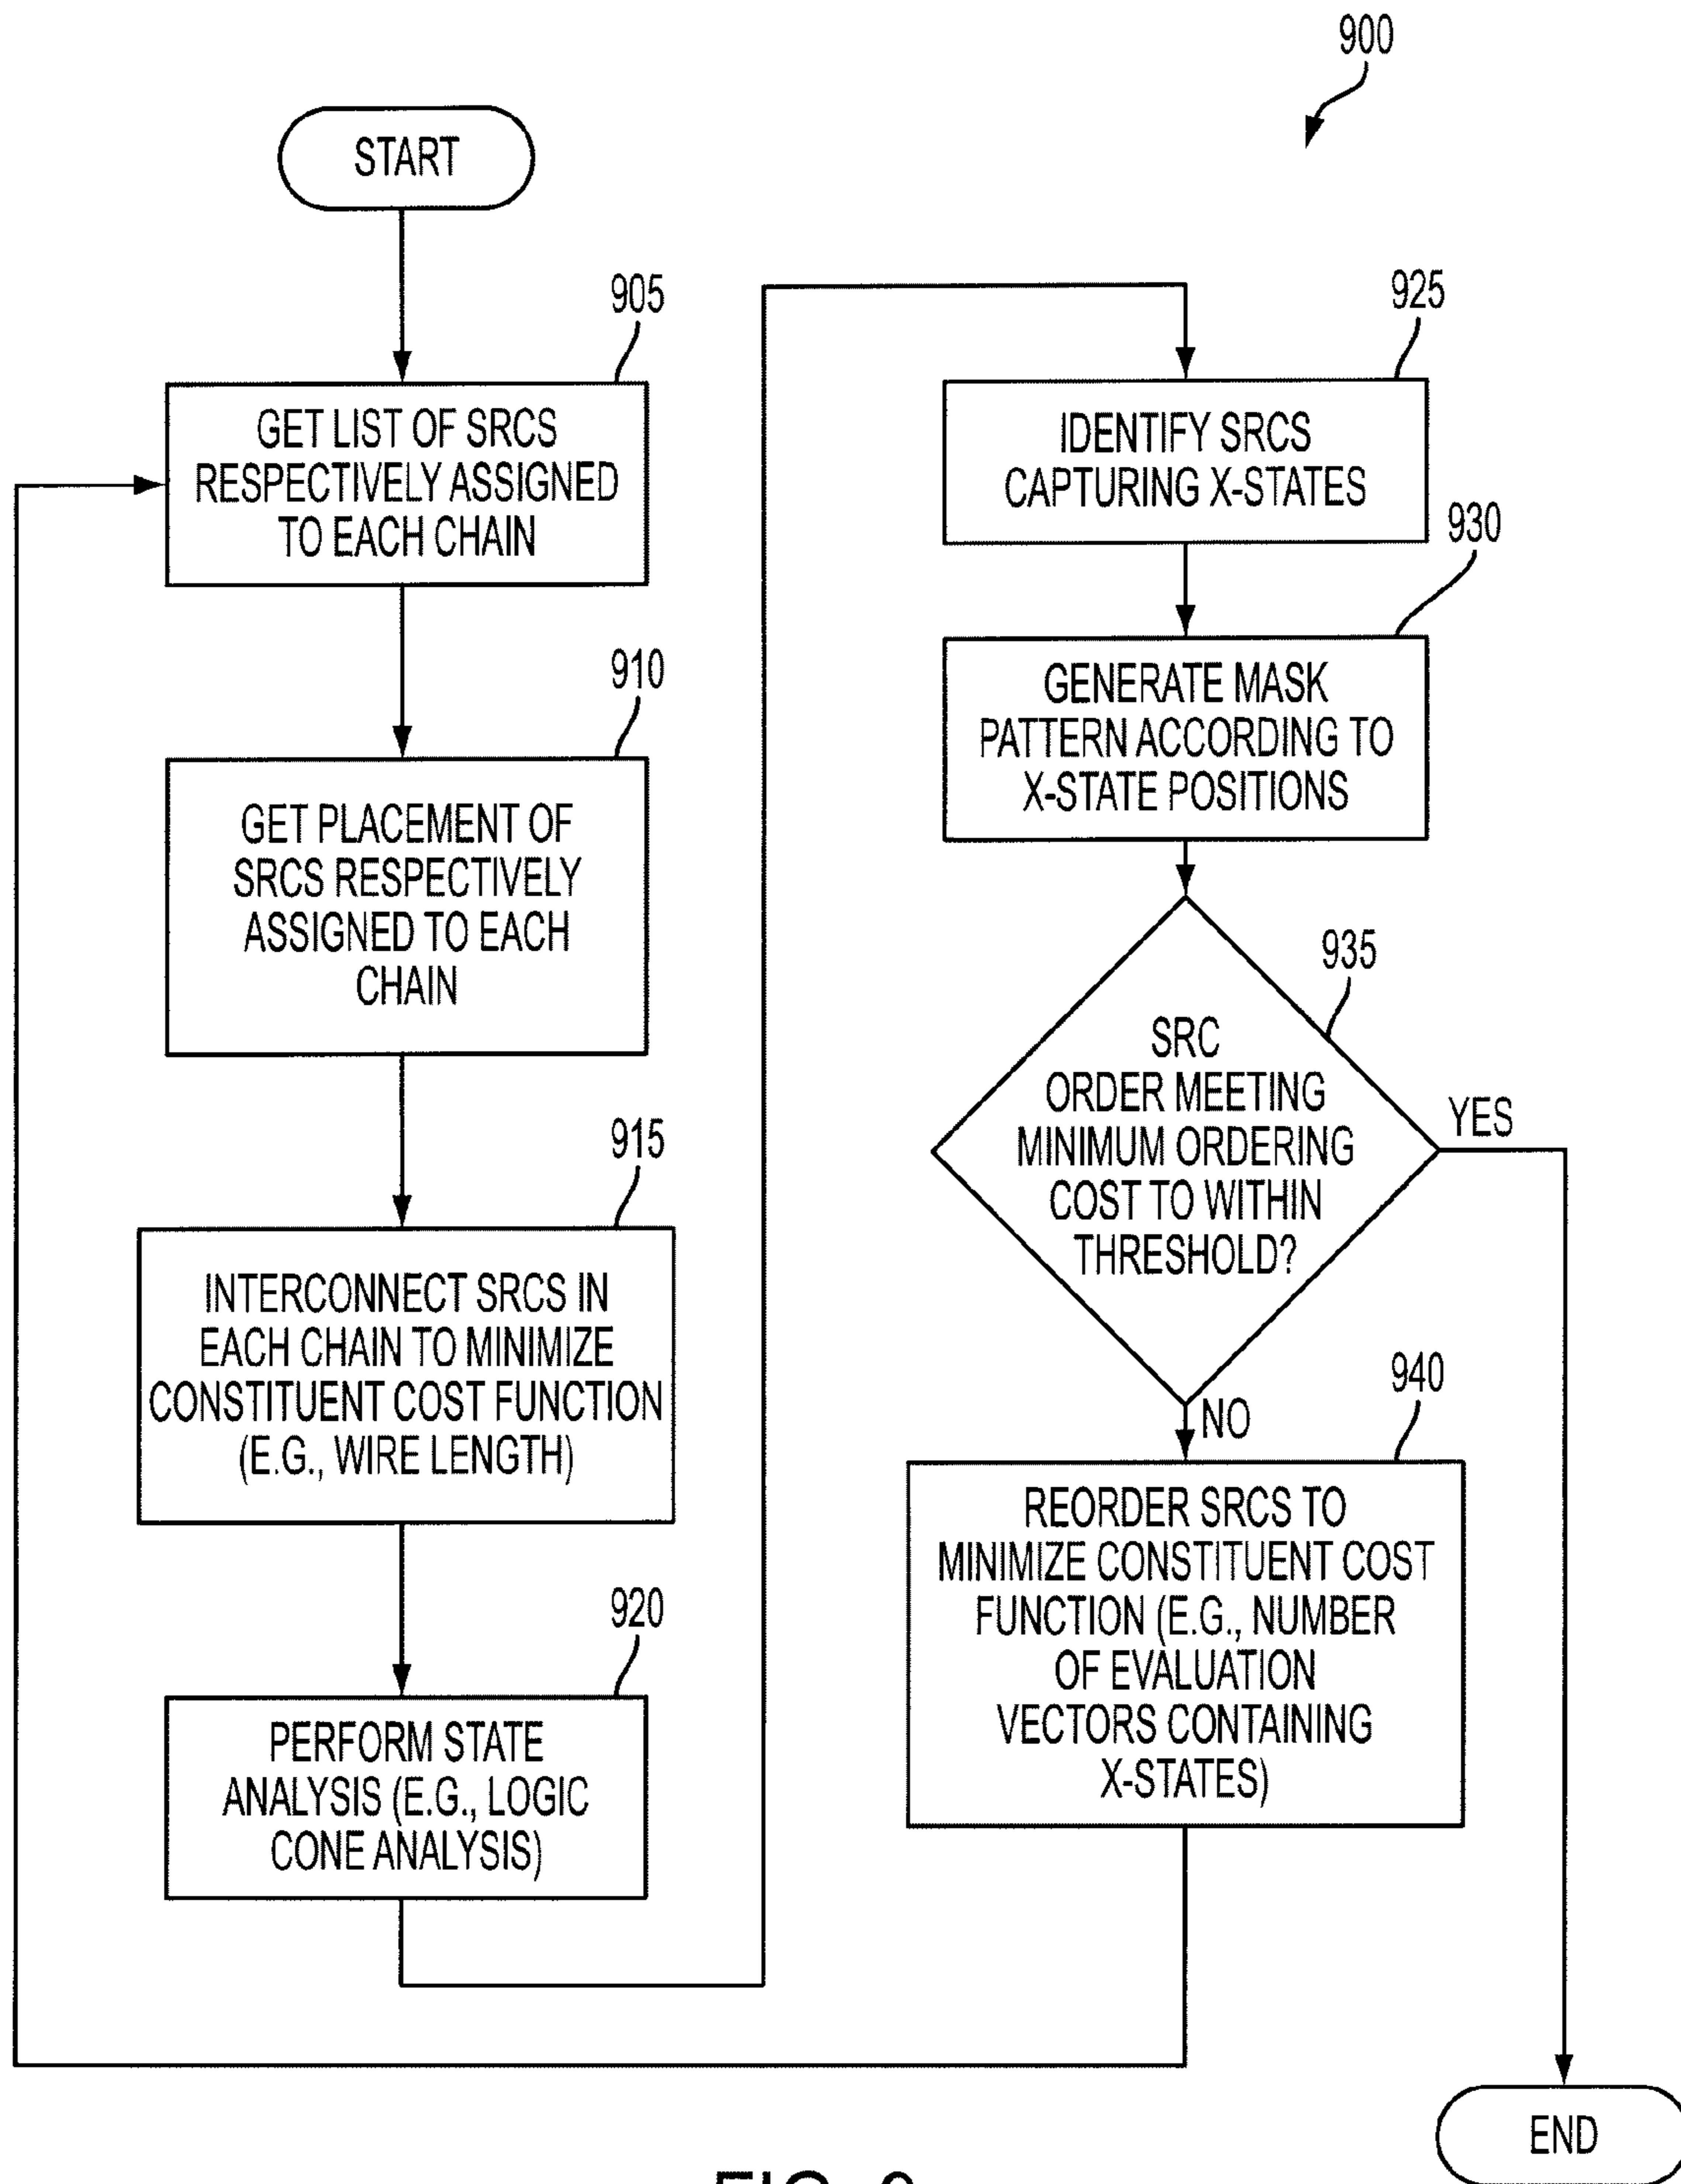 900
START
905
GET LIST OF SRCS
RESPECTIVELY ASSIGNED
TO EACH CHAIN
910
GET PLACEMENT OF
SRCS RESPECTIVELY
ASSIGNED TO EACH
CHAIN
915
INTERCONNECT SRCS IN
EACH CHAIN TO MINIMIZE
CONSTITUENT COST FUNCTION
(E.G., WIRE LENGTH)
920
PERFORM STATE
ANALYSIS (E.G., LOGIC
CONE ANALYSIS)
925
IDENTIFY SRCS
CAPTURING X-STATES
930
GENERATE MASK
PATTERN ACCORDING TO
X-STATE POSITIONS
935
SRC
ORDER MEETING
MINIMUM ORDERING
COST TO WITHIN
THRESHOLD?
YES
NO
940
REORDER SRCS TO
MINIMIZE CONSTITUENT COST
FUNCTION (E.G., NUMBER
OF EVALUATION
VECTORS CONTAINING
X-STATES)
END